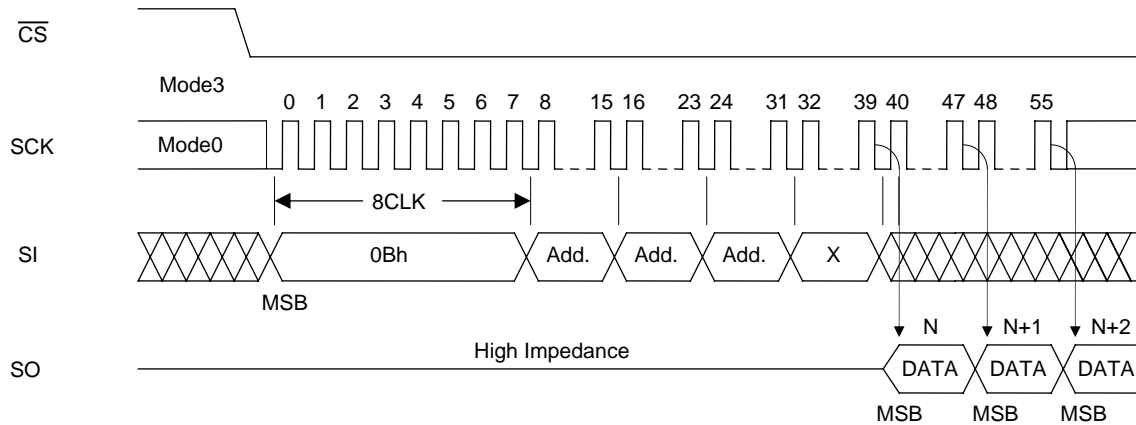 CS
Mode3
0 1 2 3 4 5 6 7 8 15 16 23 24 31 32 39 40 47 48 55
SCK
Mode0
8CLK
SI
0Bh Add. Add. Add. X
MSB
N N+1 N+2
High Impedance
SO
DATA DATA DATA
MSB MSB MSB